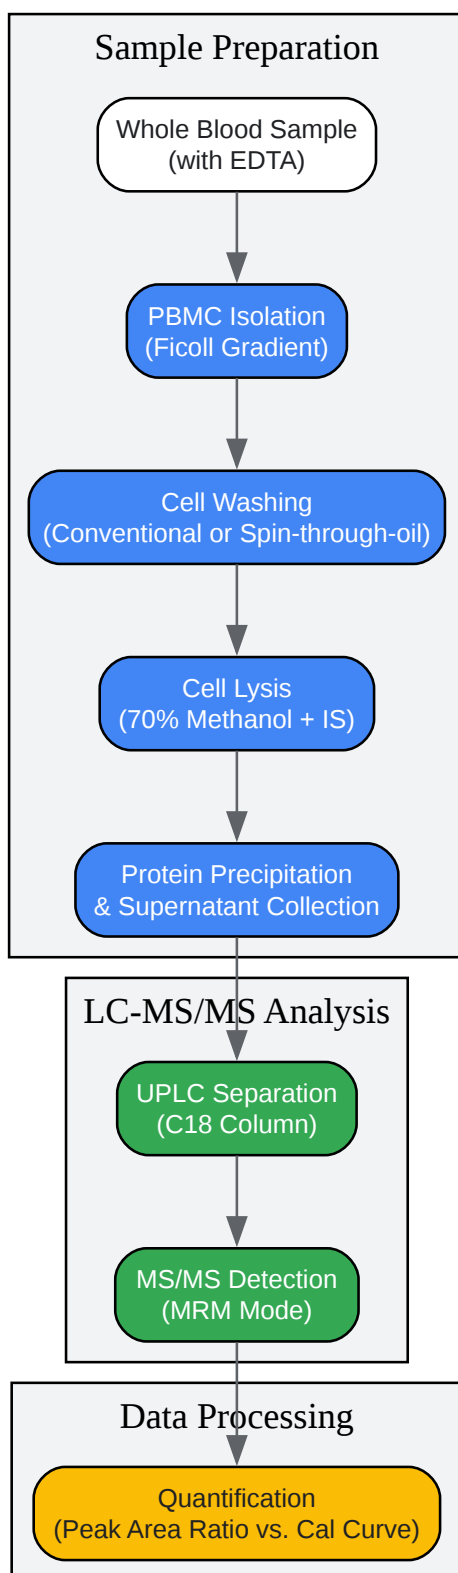 Sample Preparation
Whole Blood Sample
(with EDTA)
PBMC Isolation
(Ficoll Gradient)
Cell Washing
(Conventional or Spin-through-oil)
Cell Lysis
(70% Methanol + IS)
Protein Precipitation
& Supernatant Collection
LC-MS/MS Analysis
UPLC Separation
(C18 Column)
MS/MS Detection
(MRM Mode)
Data Processing
Quantification
(Peak Area Ratio vs. Cal Curve)